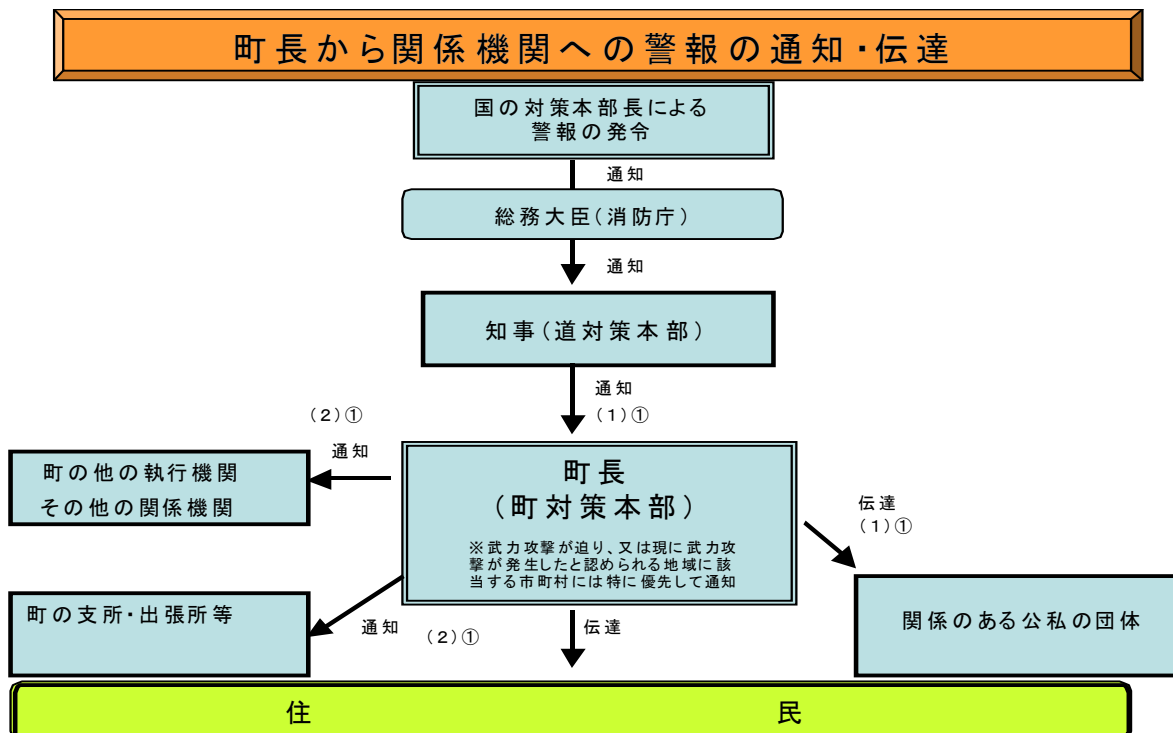 町長から関係機関への警報の通知・伝達
国の対策本部長による
警報の発令
通知
総務大臣(消防庁)
通知
知事(道対策本部)
通知
(1)①
(2)①
通知
町の他の執行機関
その他の関係機関
町長
(町対策本部)
※武力攻撃が迫り、又は現に武力攻
撃が発生したと認められる地域に該
当する市町村には特に優先して通知
伝達
(1)①
町の支所・出張所等
通知
(2)①
伝達
関係のある公私の団体
住民